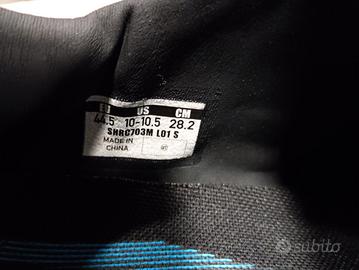 EU US CM
44.5 10-10.5 28.2
SHRC703M L01 S
MADE IN
CHINA
subito